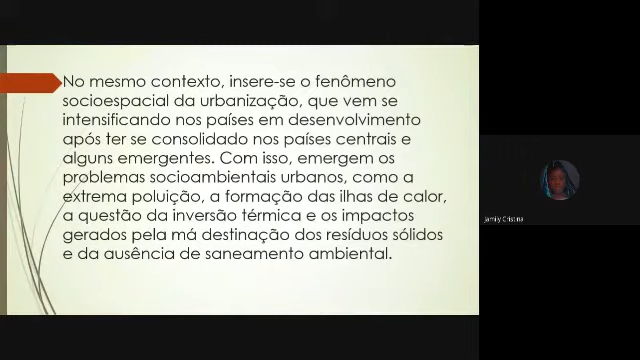 No mesmo contexto, insere-se o fenômeno
socioespacial da urbanização, que vem se
intensificando nos países em desenvolvimento
após ter se consolidado nos países centrais e
alguns emergentes. Com isso, emergem os
problemas socioambientais urbanos, como a
extrema poluição, a formação das ilhas de calor,
a questão da inversão térmica e os impactos
gerados pela má destinação dos resíduos sólidos
e da ausência de saneamento ambiental.
Jamily Cristina